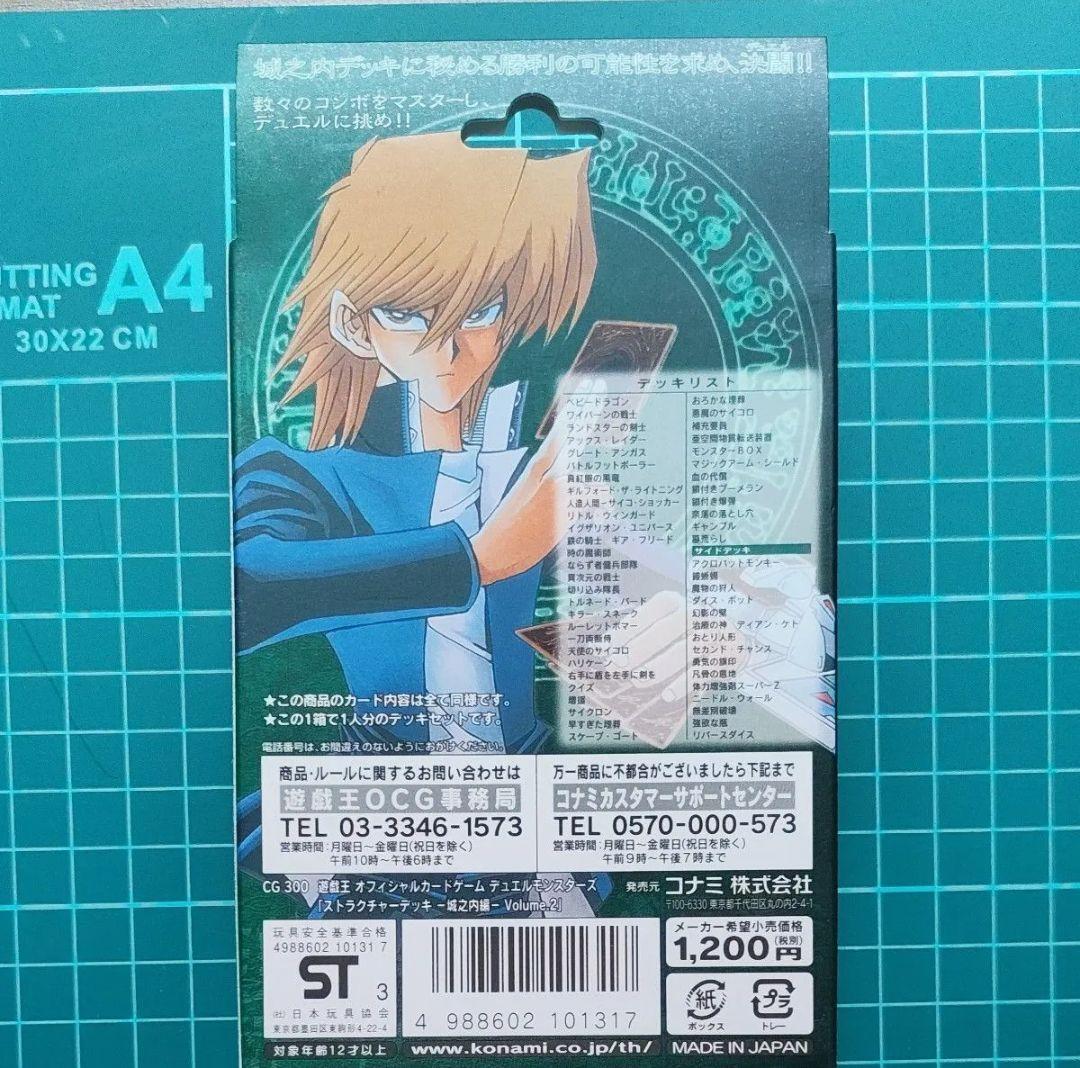 城之内デッキに秘める勝利の可能性を求め、決闘!!
デュエル
数々のコンボをマスターし、
デュエルに挑め!!
CUTTING
MAT
A4
30X22 CM
デッキリスト
ベビードラゴン
ワイバーンの戦士
ランドスターの剣士
アックス・レイダー
グレート・アンガス
バトルフットボーラー
真紅眼の黒竜
ギルフォード・ザ・ライトニング
人造人間-サイコ・ショッカー
リトル・ウィンガード
イグザリオン・ユニバース
鉄の騎士 ギア・フリード
時の魔術師
ならず者傭兵部隊
異次元の戦士
切り込み隊長
トルネード・バード
キラー・スネーク
ルーレットボマー
一刀両断侍
天使のサイコロ
ハリケーン
右手に盾を左手に剣を
クイズ
増援
サイクロン
早すぎた埋葬
スケープ・ゴート
おろかな埋葬
悪魔のサイコロ
補充要員
亜空間物質転送装置
モンスターBOX
マジックアーム・シールド
血の代償
鎖付きブーメラン
鎖付き爆弾
奈落の落とし穴
ギャンブル
墓荒らし
サイドデッキ
アクロバットモンキー
鎧蜥蜴
魔物の狩人
ダイス・ポット
幻影の壁
治療の神 ディアン・ケト
おとり人形
セカンド・チャンス
勇気の旗印
凡骨の意地
体力増強剤スーパーZ
ニードル・ウォール
無差別破壊
強欲な瓶
リバースダイス
★この商品のカード内容は全て同様です。
★この1箱で1人分のデッキセットです。
電話番号は、お間違えのないようにおかけください。
商品・ルールに関するお問い合わせは
遊戯王OCG事務局
TEL 03-3346-1573
営業時間:月曜日~金曜日(祝日を除く)
午前10時~午後6時まで
万一商品に不都合がございましたら下記まで
コナミカスタマーサポートセンター
TEL 0570-000-573
営業時間:月曜日~金曜日(祝日を除く)
午前9時~午後7時まで
CG 300 遊戯王 オフィシャルカードゲーム デュエルモンスターズ
「ストラクチャーデッキ -城之内編- Volume.2」
発売元 コナミ 株式会社
〒100-6330 東京都千代田区丸の内2-4-1
玩具安全基準合格
4988602 10131 7
ST 3
(社)日本玩具協会
東京都墨田区東駒形4-22-4
対象年齢12才以上
4 988602 101317
www.konami.co.jp/th/
メーカー希望小売価格
1,200円(税別)
紙
ボックス
プラ
トレー
MADE IN JAPAN